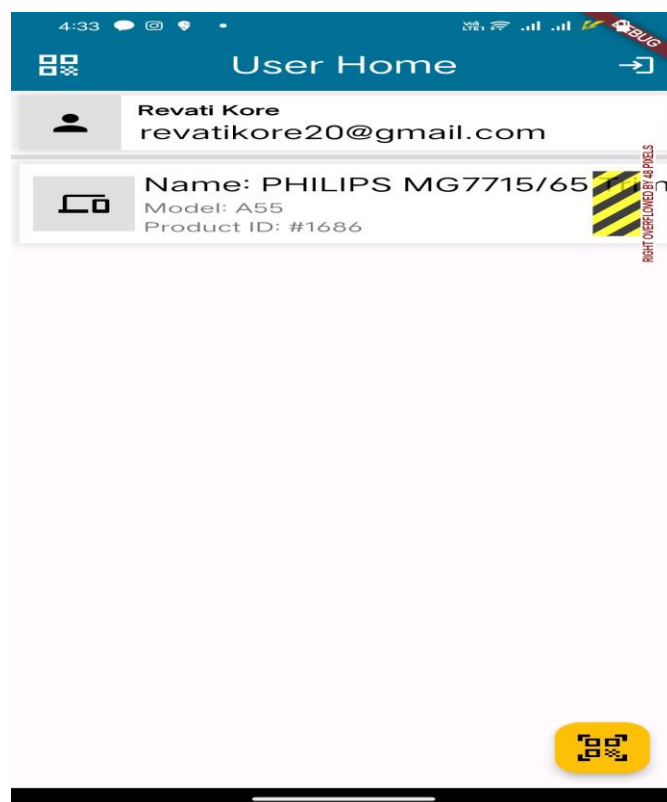 4:33
DEBUG
User Home
Revati Kore
revatikore20@gmail.com
Name: PHILIPS MG7715/65
Model: A55
Product ID: #1686
RIGHT OVERFLOWED BY 48 PIXELS